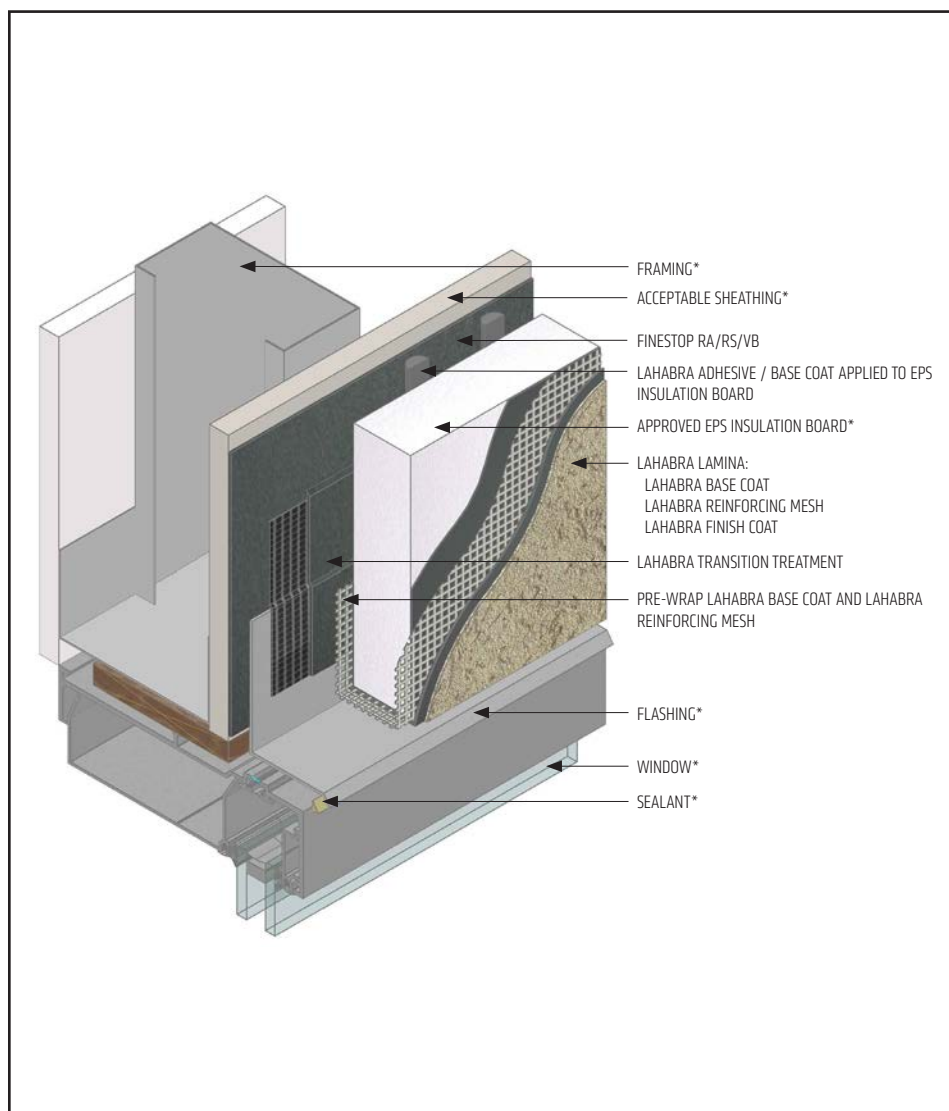 FRAMING*
ACCEPTABLE SHEATHING*
FINESTOP RA/RS/VB
LAHABRA ADHESIVE / BASE COAT APPLIED TO EPS
INSULATION BOARD
APPROVED EPS INSULATION BOARD*
LAHABRA LAMINA:
LAHABRA BASE COAT
LAHABRA REINFORCING MESH
LAHABRA FINISH COAT
LAHABRA TRANSITION TREATMENT
PRE-WRAP LAHABRA BASE COAT AND LAHABRA
REINFORCING MESH
FLASHING*
WINDOW*
SEALANT*